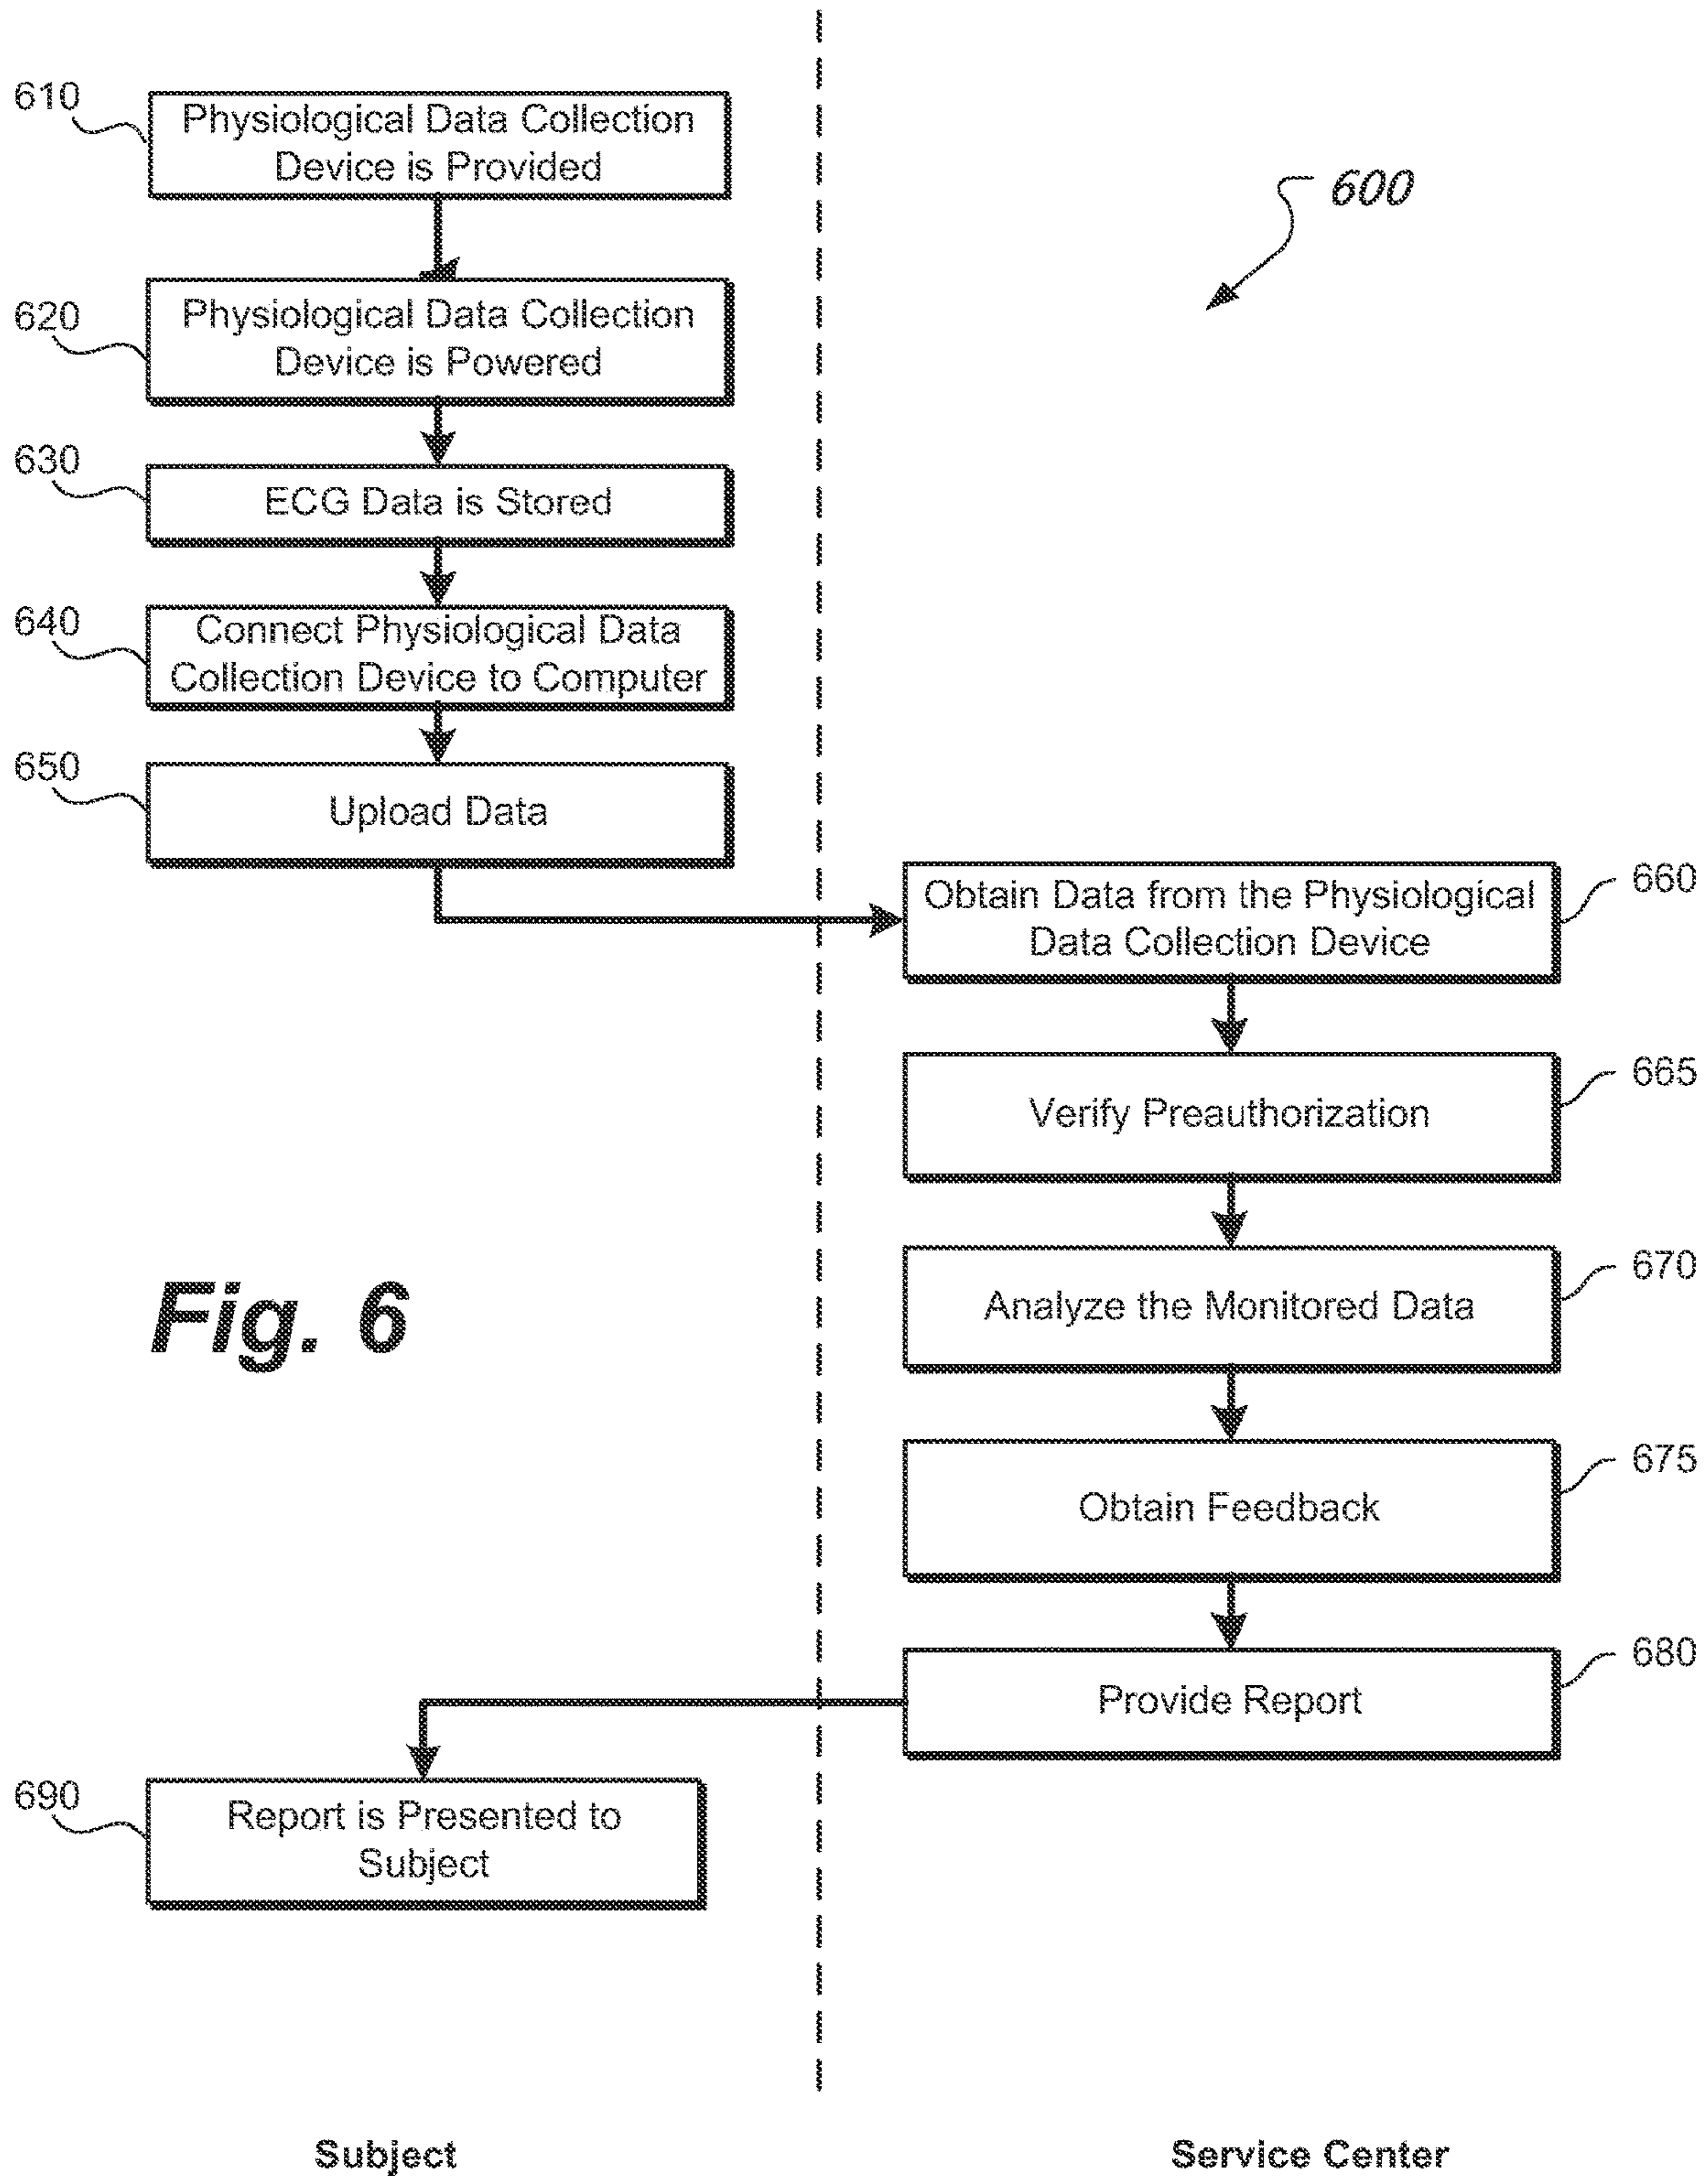 610
Physiological Data Collection
Device is Provided
600
620
Physiological Data Collection
Device is Powered
630
ECG Data is Stored
640
Connect Physiological Data
Collection Device to Computer
650
Upload Data
660
Obtain Data from the Physiological
Data Collection Device
665
Verify Preauthorization
670
Analyze the Monitored Data
Fig. 6
675
Obtain Feedback
680
Provide Report
690
Report is Presented to
Subject
Subject
Service Center